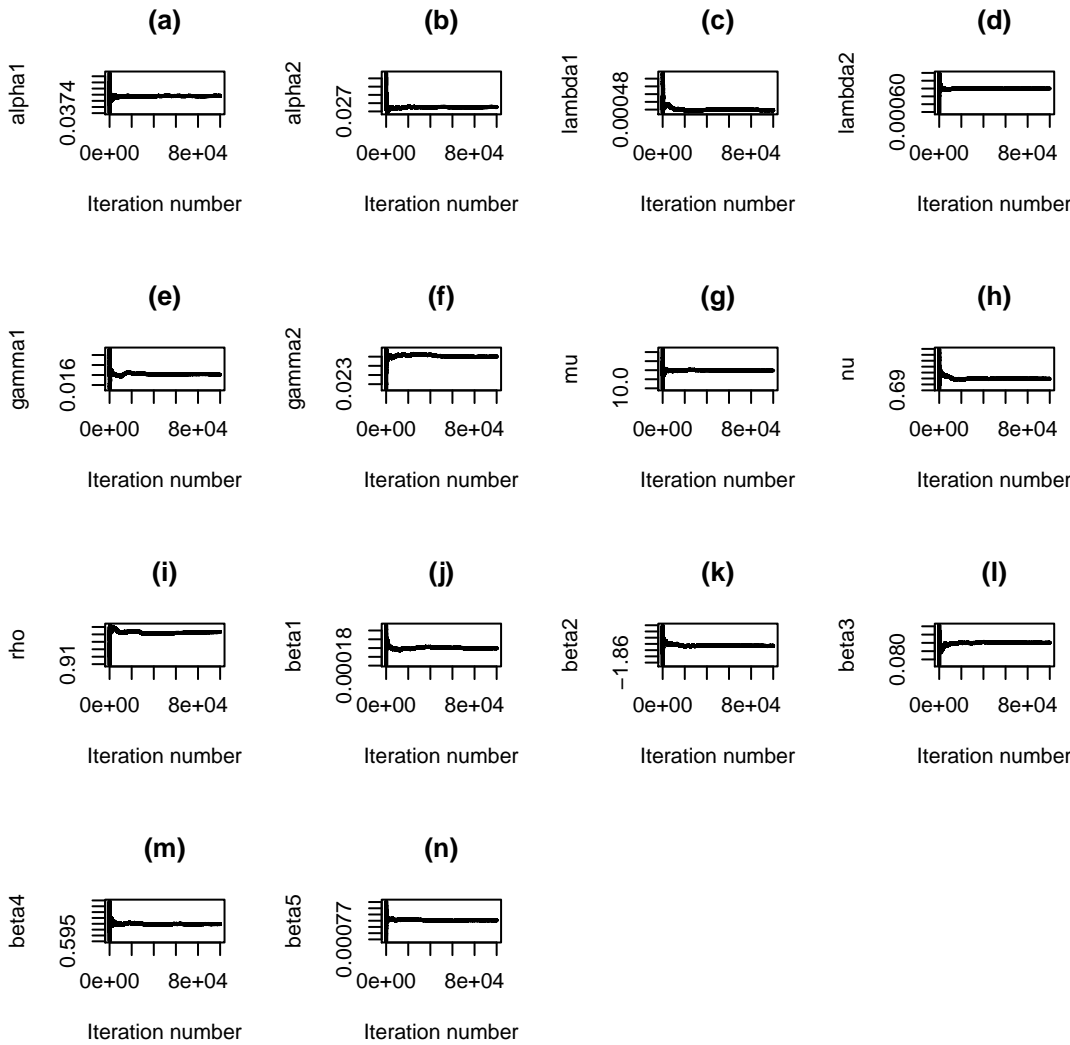 (a) (b) (c) (d)
alpha1 0.0374 alpha2 0.027 lambda1 0.00048 lambda2 0.00060
0e+00 8e+04 0e+00 8e+04 0e+00 8e+04 0e+00 8e+04
Iteration number Iteration number Iteration number Iteration number
(e) (f) (g) (h)
gamma1 0.016 gamma2 0.023 mu 10.0 nu 0.69
0e+00 8e+04 0e+00 8e+04 0e+00 8e+04 0e+00 8e+04
Iteration number Iteration number Iteration number Iteration number
(i) (j) (k) (l)
rho 0.91 beta1 0.00018 beta2 −1.86 beta3 0.080
0e+00 8e+04 0e+00 8e+04 0e+00 8e+04 0e+00 8e+04
Iteration number Iteration number Iteration number Iteration number
(m) (n)
beta4 0.595 beta5 0.00077
0e+00 8e+04 0e+00 8e+04
Iteration number Iteration number